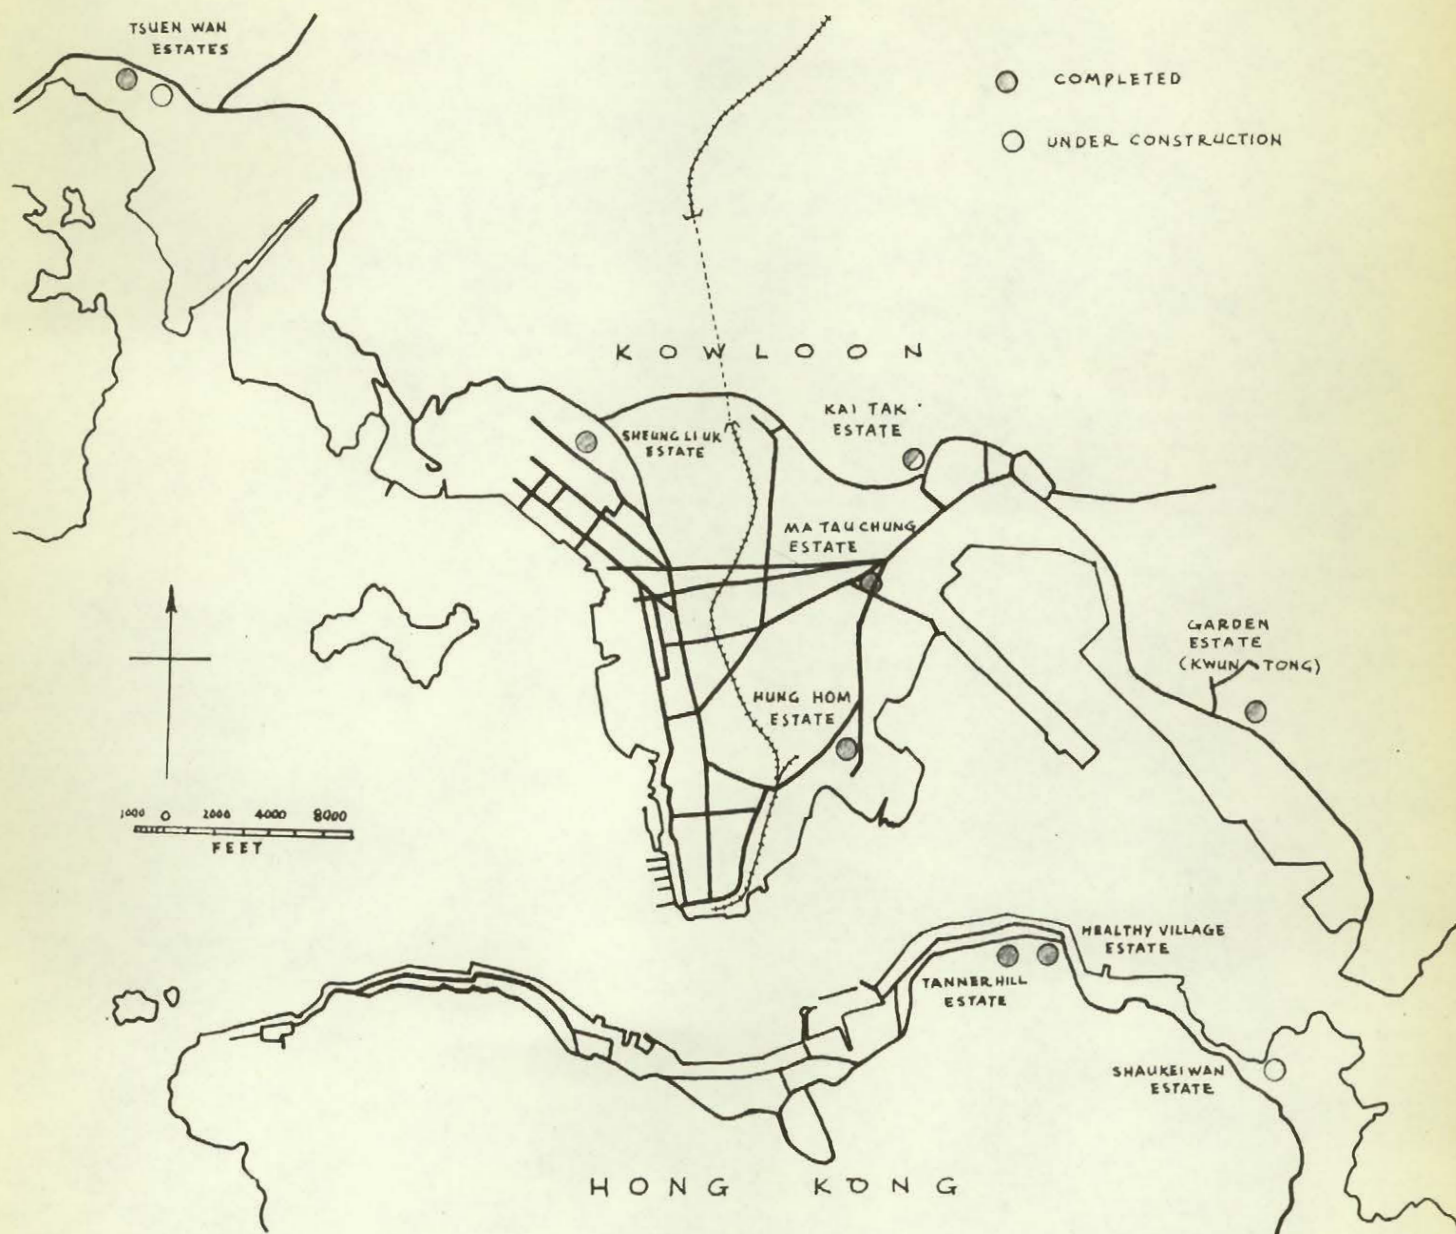 TSUEN WAN
ESTATES
COMPLETED
UNDER CONSTRUCTION
KOWLOON
KAI TAK
ESTATE
SHEUNG LI UK
ESTATE
MA TAU CHUNG
ESTATE
GARDEN
ESTATE
(KWUN TONG)
HUNG HOM
ESTATE
1000 0 2000 4000 8000
FEET
HEALTHY VILLAGE
ESTATE
TANNER HILL
ESTATE
SHAUKEIWAN
ESTATE
HONG KONG